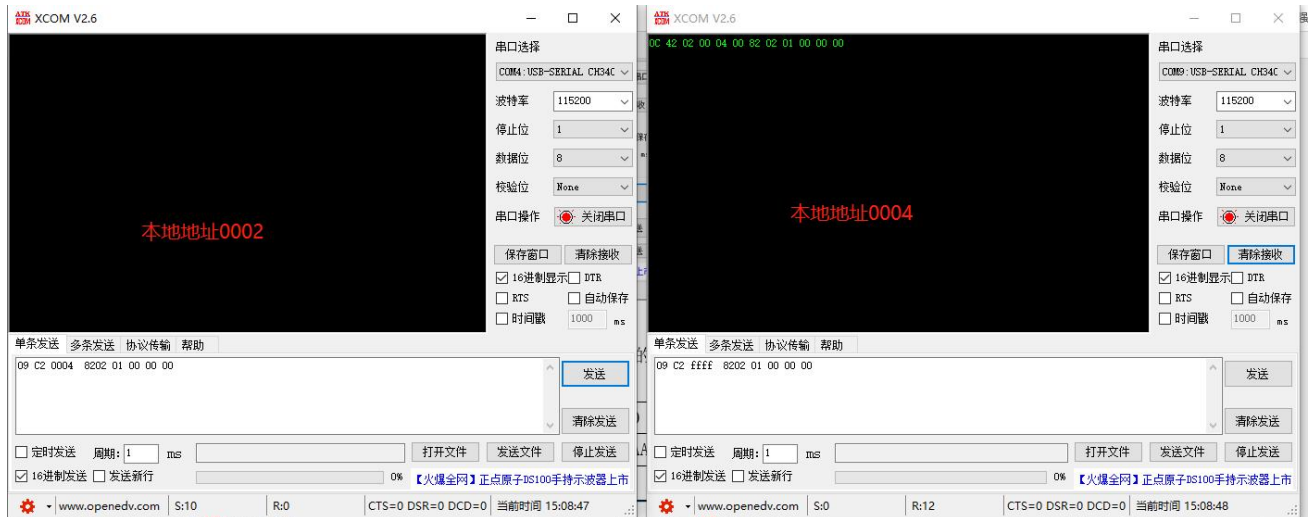 XCOM V2.6
串口选择
COM4:USB-SERIAL CH34C
波特率 115200
停止位 1
数据位 8
校验位 None
串口操作 关闭串口
保存窗口 清除接收
16进制显示 DTR
RTS 自动保存
时间戳 1000 ms
本地地址0002
单条发送 多条发送 协议传输 帮助
09 C2 0004 8202 01 00 00 00
发送
清除发送
定时发送 周期: 1 ms 打开文件 发送文件 停止发送
16进制发送 发送新行 0% 【火爆全网】正点原子DS100手持示波器上市
www.openedv.com S:10 R:0 CTS=0 DSR=0 DCD=0 当前时间 15:08:47
XCOM V2.6
0C 42 02 00 04 00 82 02 01 00 00 00
串口选择
COM9:USB-SERIAL CH34C
波特率 115200
停止位 1
数据位 8
校验位 None
串口操作 关闭串口
保存窗口 清除接收
16进制显示 DTR
RTS 自动保存
时间戳 1000 ms
本地地址0004
单条发送 多条发送 协议传输 帮助
09 C2 ffff 8202 01 00 00 00
发送
清除发送
定时发送 周期: 1 ms 打开文件 发送文件 停止发送
16进制发送 发送新行 0% 【火爆全网】正点原子DS100手持示波器上市
www.openedv.com S:0 R:12 CTS=0 DSR=0 DCD=0 当前时间 15:08:48